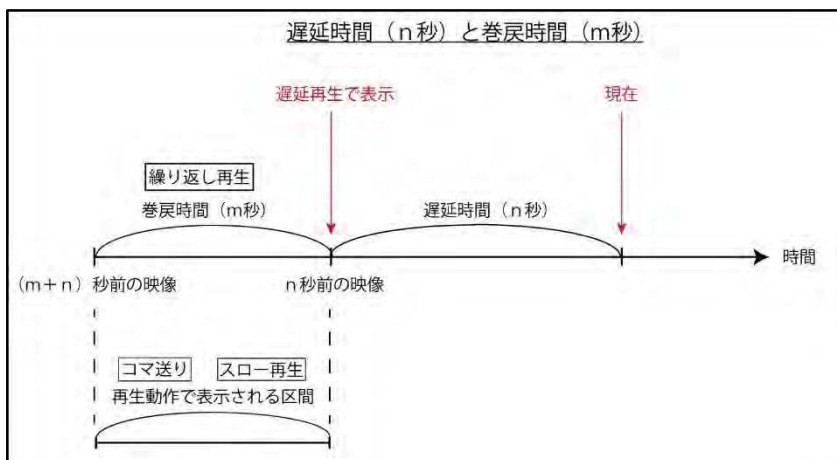 遅延時間（ｎ秒）と巻戻時間（ｍ秒）
遅延再生で表示
現在
繰り返し再生
巻戻時間（ｍ秒）
遅延時間（ｎ秒）
時間
（ｍ＋ｎ）秒前の映像
ｎ秒前の映像
コマ送り
スロー再生
再生動作で表示される区間